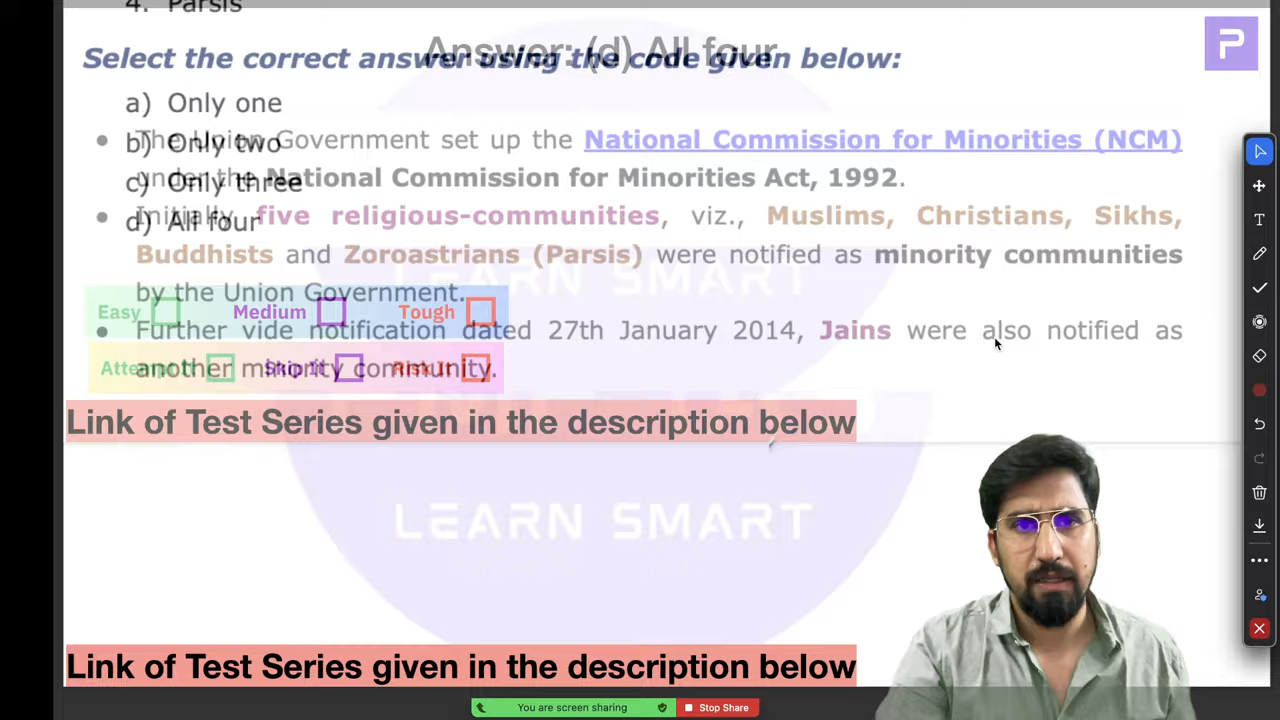 4. Parsis
Answer: (d) All four
Select the correct answer using the code given below:
a) Only one
b) Only two
c) Only three
d) All four
• The Union Government set up the National Commission for Minorities (NCM)
under the National Commission for Minorities Act, 1992.
• Initially five religious-communities, viz., Muslims, Christians, Sikhs,
Buddhists and Zoroastrians (Parsis) were notified as minority communities
by the Union Government.
Easy Medium Tough
• Further vide notification dated 27th January 2014, Jains were also notified as
another minority community.
Attempt It Skip It Risk It
Link of Test Series given in the description below
LEARN SMART
LEARN SMART
Link of Test Series given in the description below
You are screen sharing
Stop Share
P
T